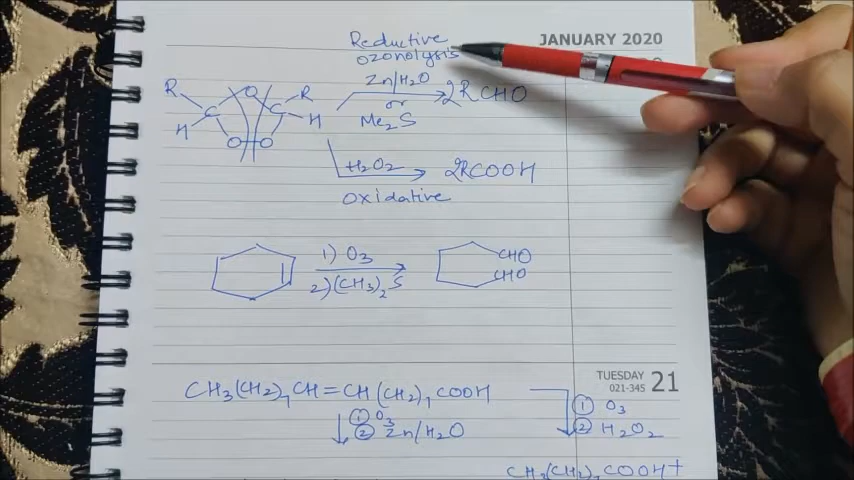 JANUARY 2020
Reductive
ozonolysis
Zn/H2O
or
Me2S
2RCHO
R
C
O
C
R
H
O
O
H
H2O2
2RCOOH
oxidative
1) O3
2) (CH3)2S
CHO
CHO
TUESDAY
021-345
21
CH3(CH2)7CH=CH(CH2)7COOH
① O3
② Zn/H2O
① O3
② H2O2
CH3(CH2)7COOH+